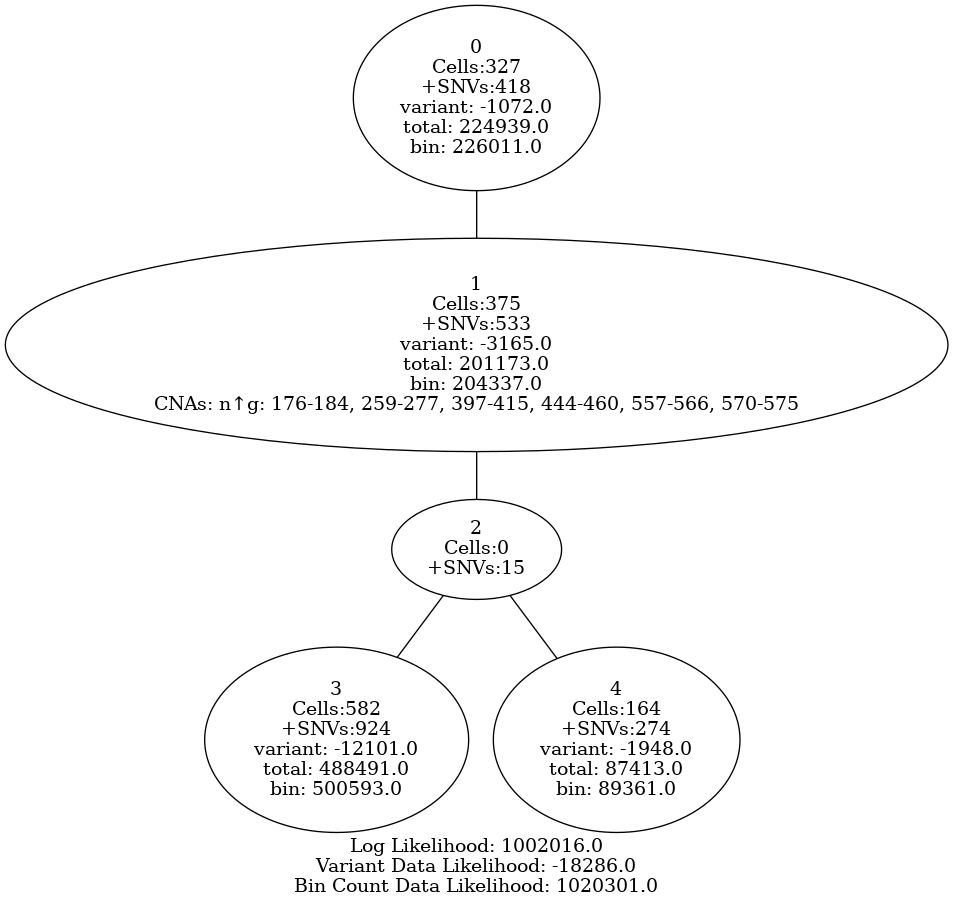 0
Cells:327
+SNVs:418
variant: -1072.0
total: 224939.0
bin: 226011.0
1
Cells:375
+SNVs:533
variant: -3165.0
total: 201173.0
bin: 204337.0
CNAs: n↑g: 176-184, 259-277, 397-415, 444-460, 557-566, 570-575
2
Cells:0
+SNVs:15
3
Cells:582
+SNVs:924
variant: -12101.0
total: 488491.0
bin: 500593.0
4
Cells:164
+SNVs:274
variant: -1948.0
total: 87413.0
bin: 89361.0
Log Likelihood: 1002016.0
Variant Data Likelihood: -18286.0
Bin Count Data Likelihood: 1020301.0